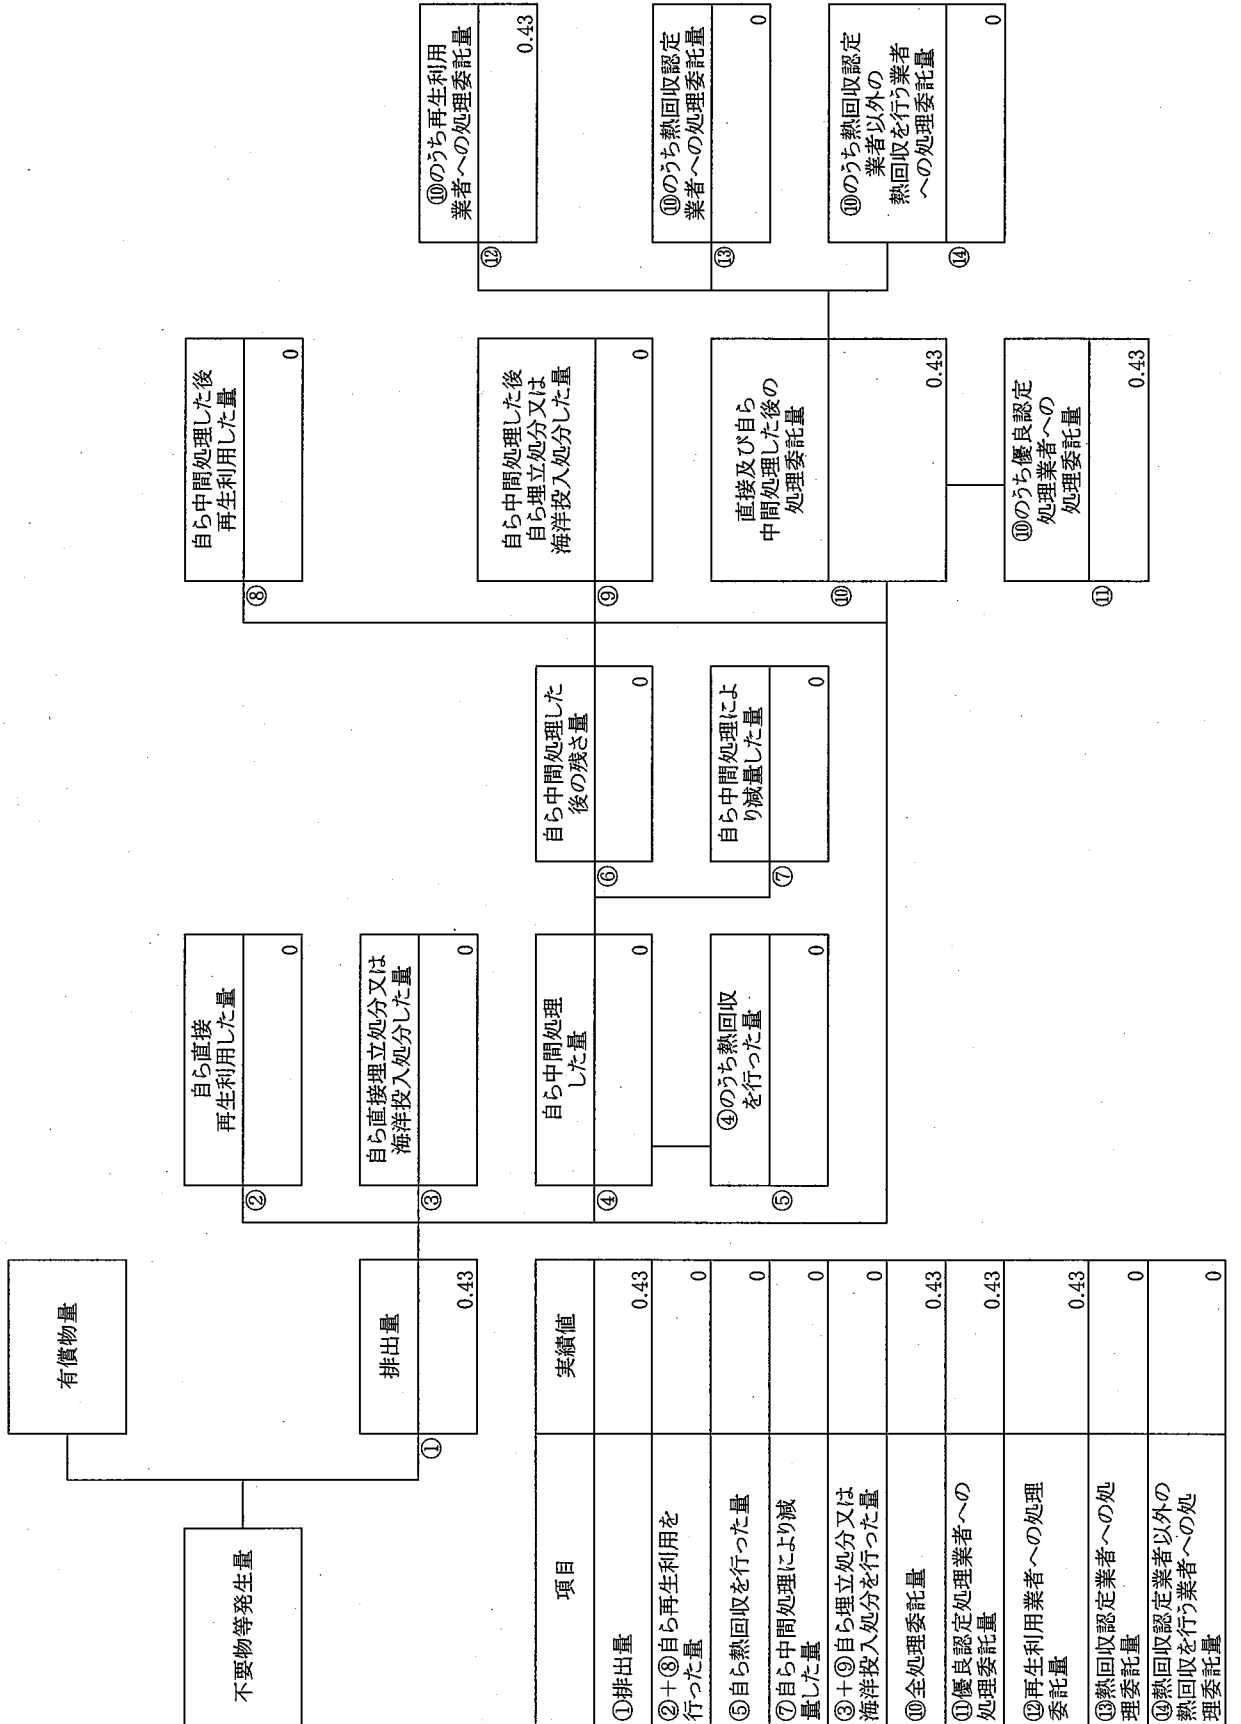 不要物等発生量
有償物量
①
排出量
0.43
②
自ら直接
再生利用した量
0
③
自ら直接埋立処分又は
海洋投入処分した量
0
④
自ら中間処理
した量
0
⑤
④のうち熱回収
を行った量
0
⑥
自ら中間処理した
後の残さ量
0
⑦
自ら中間処理によ
り減量した量
0
⑧
自ら中間処理した後
再生利用した量
0
⑨
自ら中間処理した後
自ら埋立処分又は
海洋投入処分した量
0
⑩
直接及び自ら
中間処理した後の
処理委託量
0.43
⑪
⑩のうち優良認定
処理業者への
処理委託量
0.43
⑫
⑩のうち再生利用
業者への処理委託量
0.43
⑬
⑩のうち熱回収認定
業者への処理委託量
0
⑭
⑩のうち熱回収認定
業者以外の
熱回収を行う業者
への処理委託量
0
項目 実績値
①排出量 0.43
②+⑧自ら再生利用を
行った量 0
⑤自ら熱回収を行った量 0
⑦自ら中間処理により減
量した量 0
③+⑨自ら埋立処分又は
海洋投入処分を行った量 0
⑩全処理委託量 0.43
⑪優良認定処理業者への
処理委託量 0.43
⑫再生利用業者への処理
委託量 0.43
⑬熱回収認定業者への処
理委託量 0
⑭熱回収認定業者以外の
熱回収を行う業者への処
理委託量 0